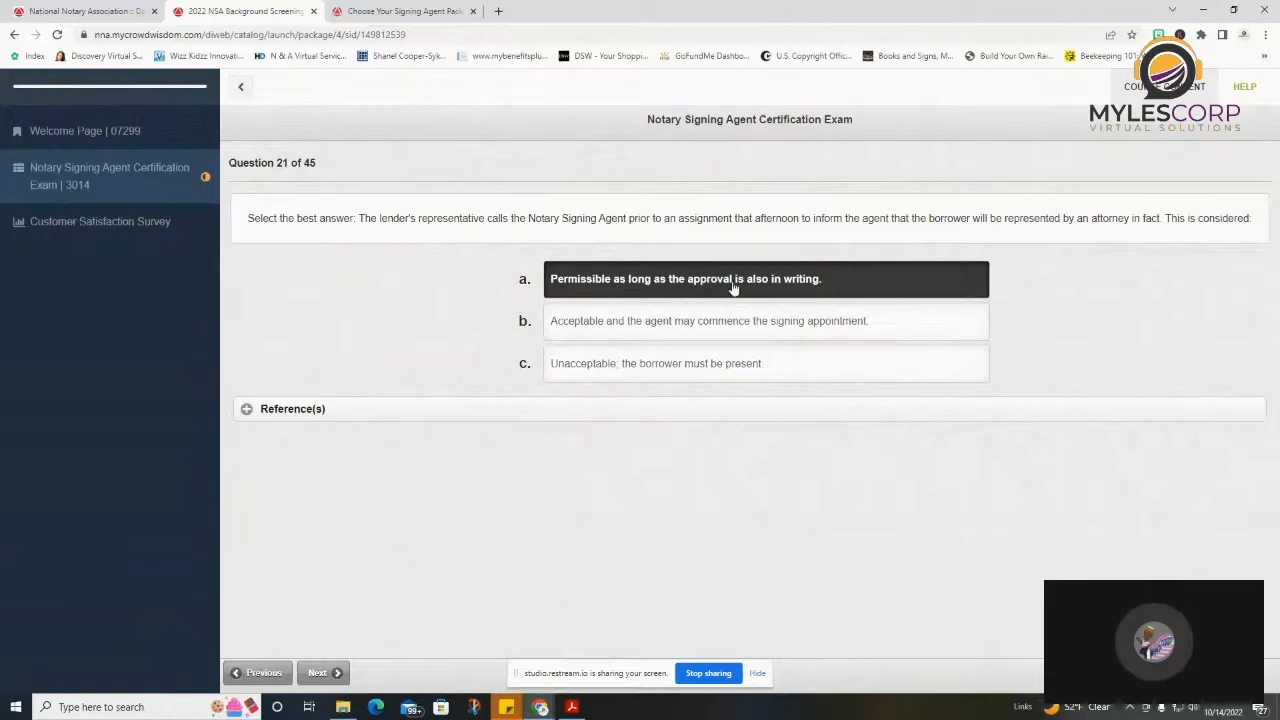 National Notary Association: Da
2022 NSA Background Screening
Choose Your Signing Agent Pack
nna.mycrowdwisdom.com/diweb/catalog/launch/package/4/sid/149812539
Index
Discovery Virtual S...
Wizz Kidzz Innovati...
N & A Virtual Servic...
Shanel Cooper-Syk...
www.mybenefitsplu...
DSW - Your Shoppi...
GoFundMe Dashbo...
U.S. Copyright Offic...
Books and Signs, M...
Build Your Own Rai...
Beekeeping 101:
HELP
MYLESCORP
VIRTUAL SOLUTIONS
Notary Signing Agent Certification Exam
Welcome Page | 07299
Notary Signing Agent Certification
Exam | 3014
Customer Satisfaction Survey
Question 21 of 45
Select the best answer: The lender's representative calls the Notary Signing Agent prior to an assignment that afternoon to inform the agent that the borrower will be represented by an attorney in fact. This is considered:
a. Permissible as long as the approval is also in writing.
b. Acceptable and the agent may commence the signing appointment.
c. Unacceptable; the borrower must be present
Reference(s)
Previous
Next
studio.restream.io is sharing your screen.
Stop sharing
Hide
Type here to search
99+
Links
52°F Clear
10/14/2022